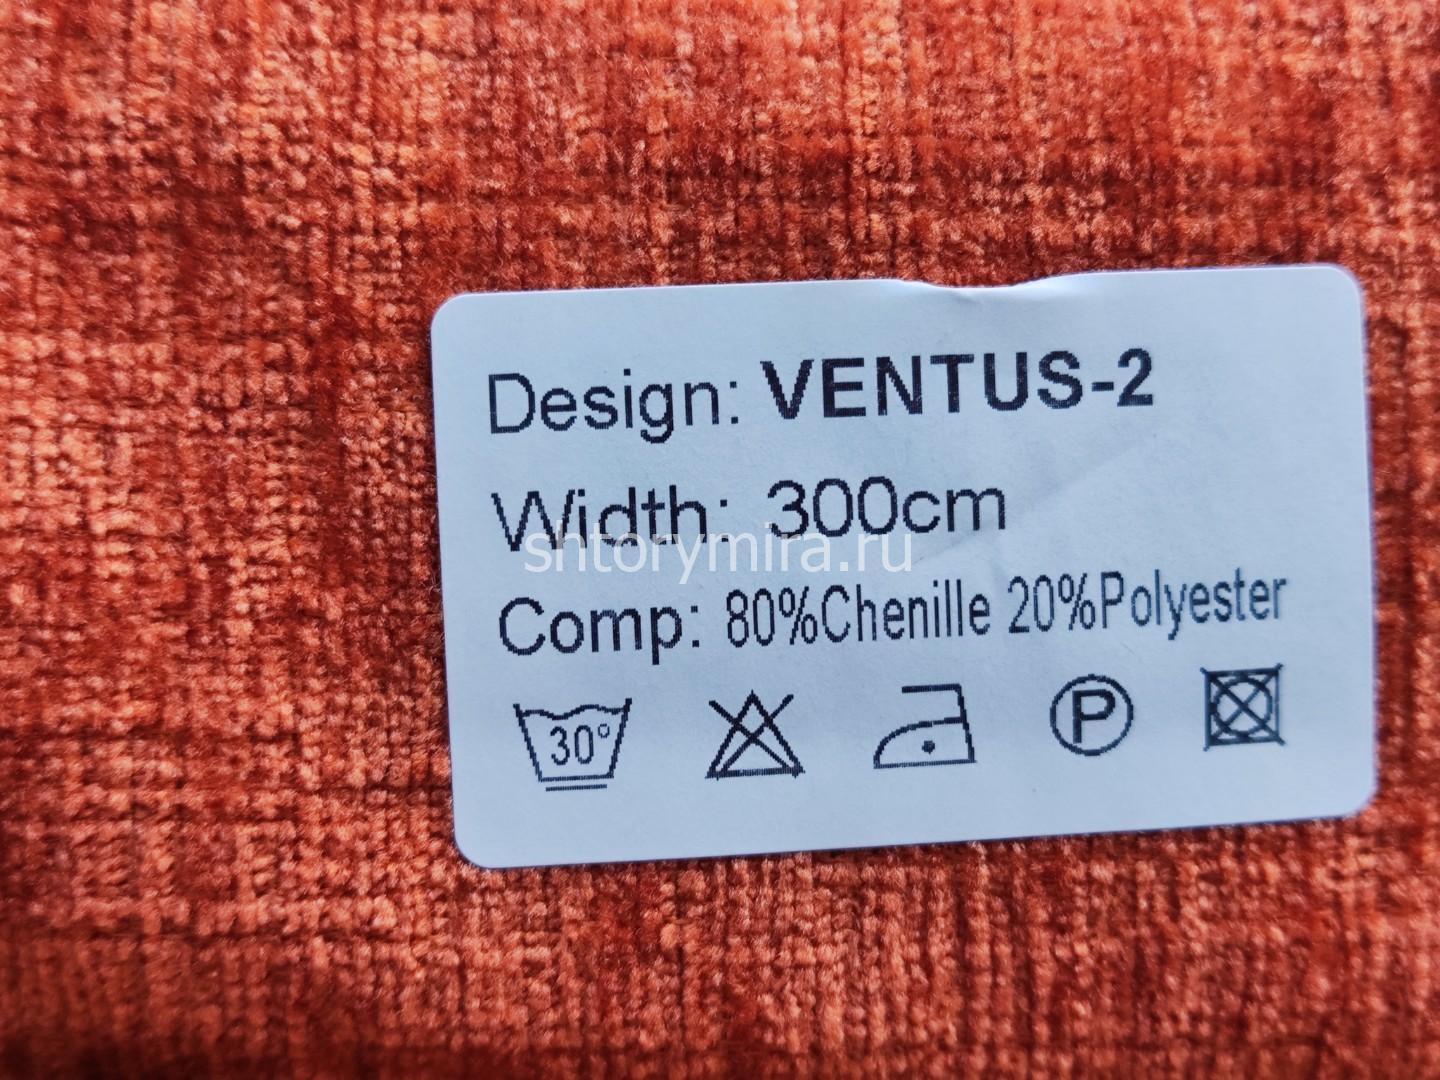 Design: VENTUS-2
Width: 300cm
shtorymira.ru
Comp: 80%Chenille 20%Polyester
30°
P